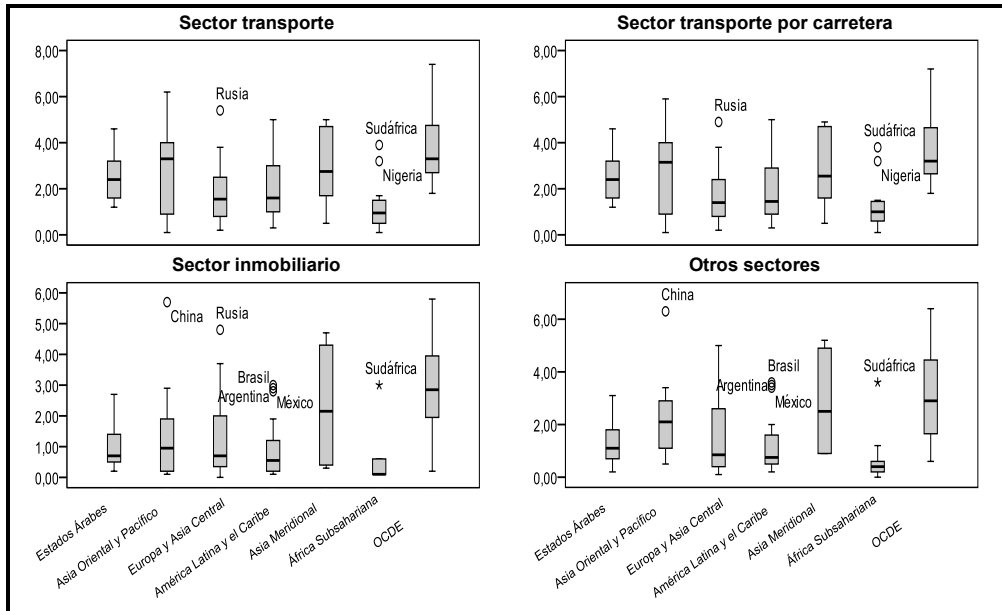 Sector transporte
8,00
6,00
4,00
2,00
0,00
Rusia
Sudáfrica
Nigeria
Sector transporte por carretera
8,00
6,00
4,00
2,00
0,00
Rusia
Sudáfrica
Nigeria
Sector inmobiliario
6,00
5,00
4,00
3,00
2,00
1,00
0,00
China
Rusia
Brasil
Argentina
México
Sudáfrica
Estados Árabes
Asia Oriental y Pacífico
Europa y Asia Central
América Latina y el Caribe
Asia Meridional
África Subsahariana
OCDE
Otros sectores
6,00
4,00
2,00
0,00
China
Brasil
Argentina
México
Sudáfrica
Estados Árabes
Asia Oriental y Pacífico
Europa y Asia Central
América Latina y el Caribe
Asia Meridional
África Subsahariana
OCDE